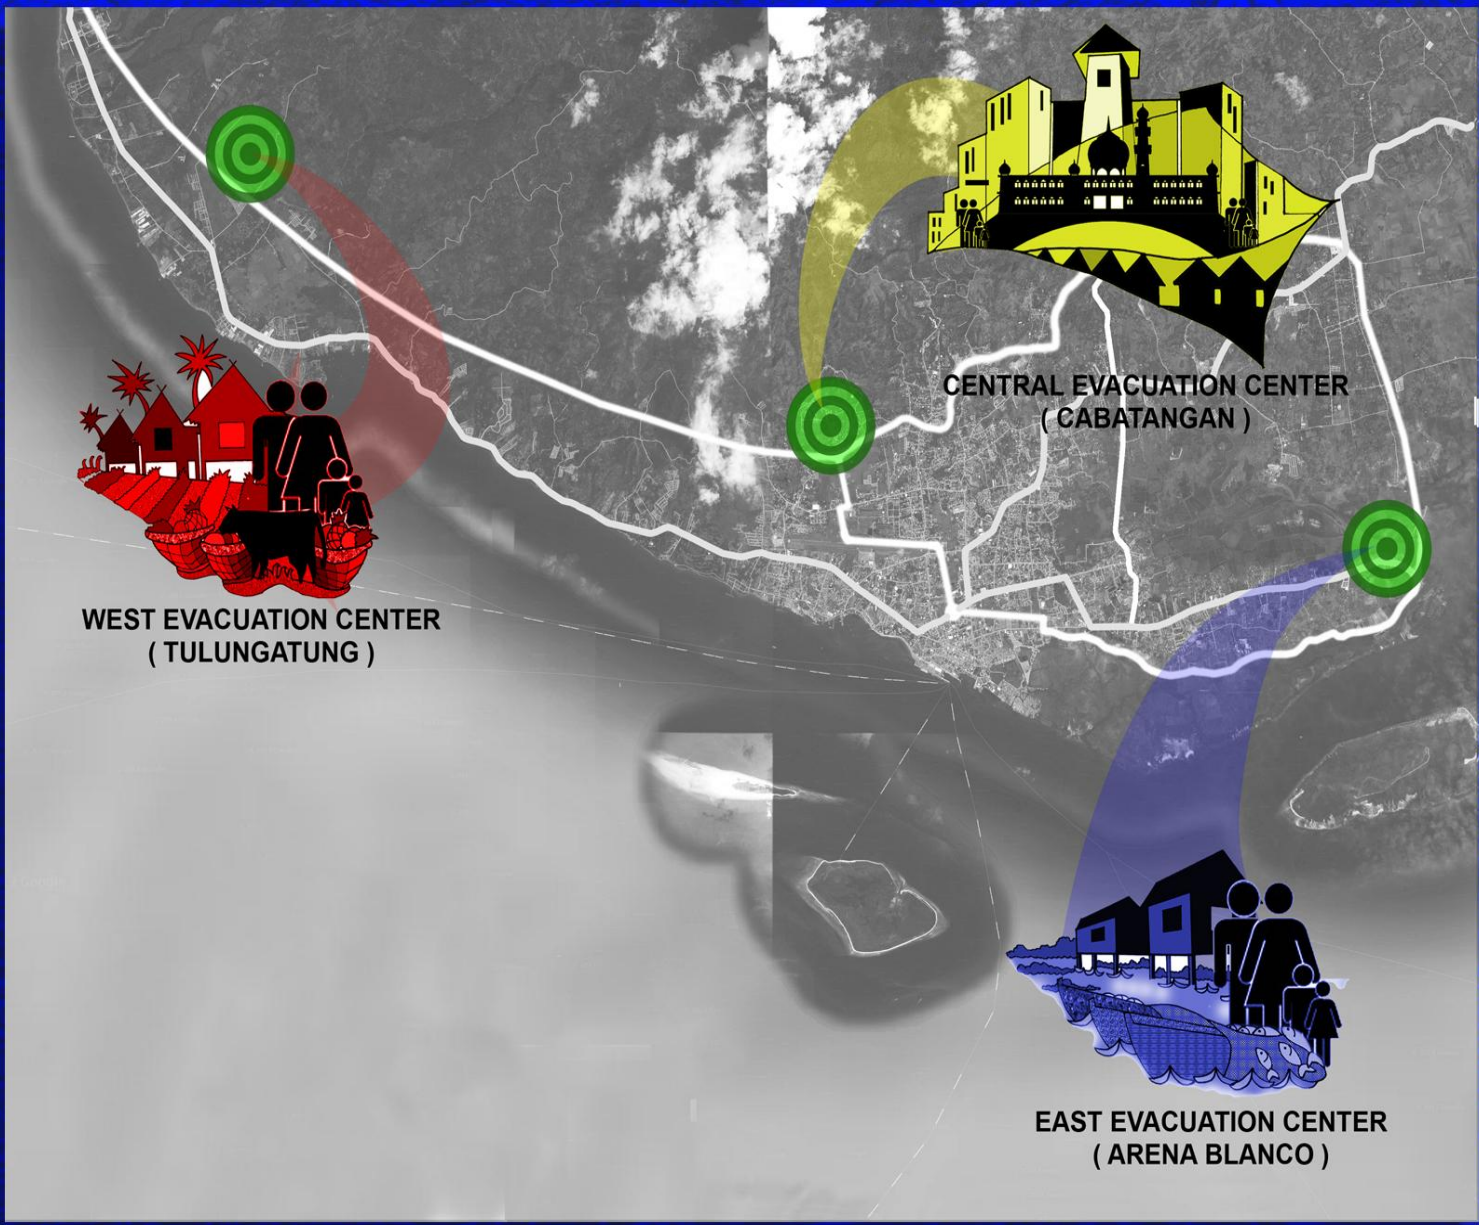 CENTRAL EVACUATION CENTER
( CABATANGAN )
WEST EVACUATION CENTER
( TULUNGATUNG )
EAST EVACUATION CENTER
( ARENA BLANCO )